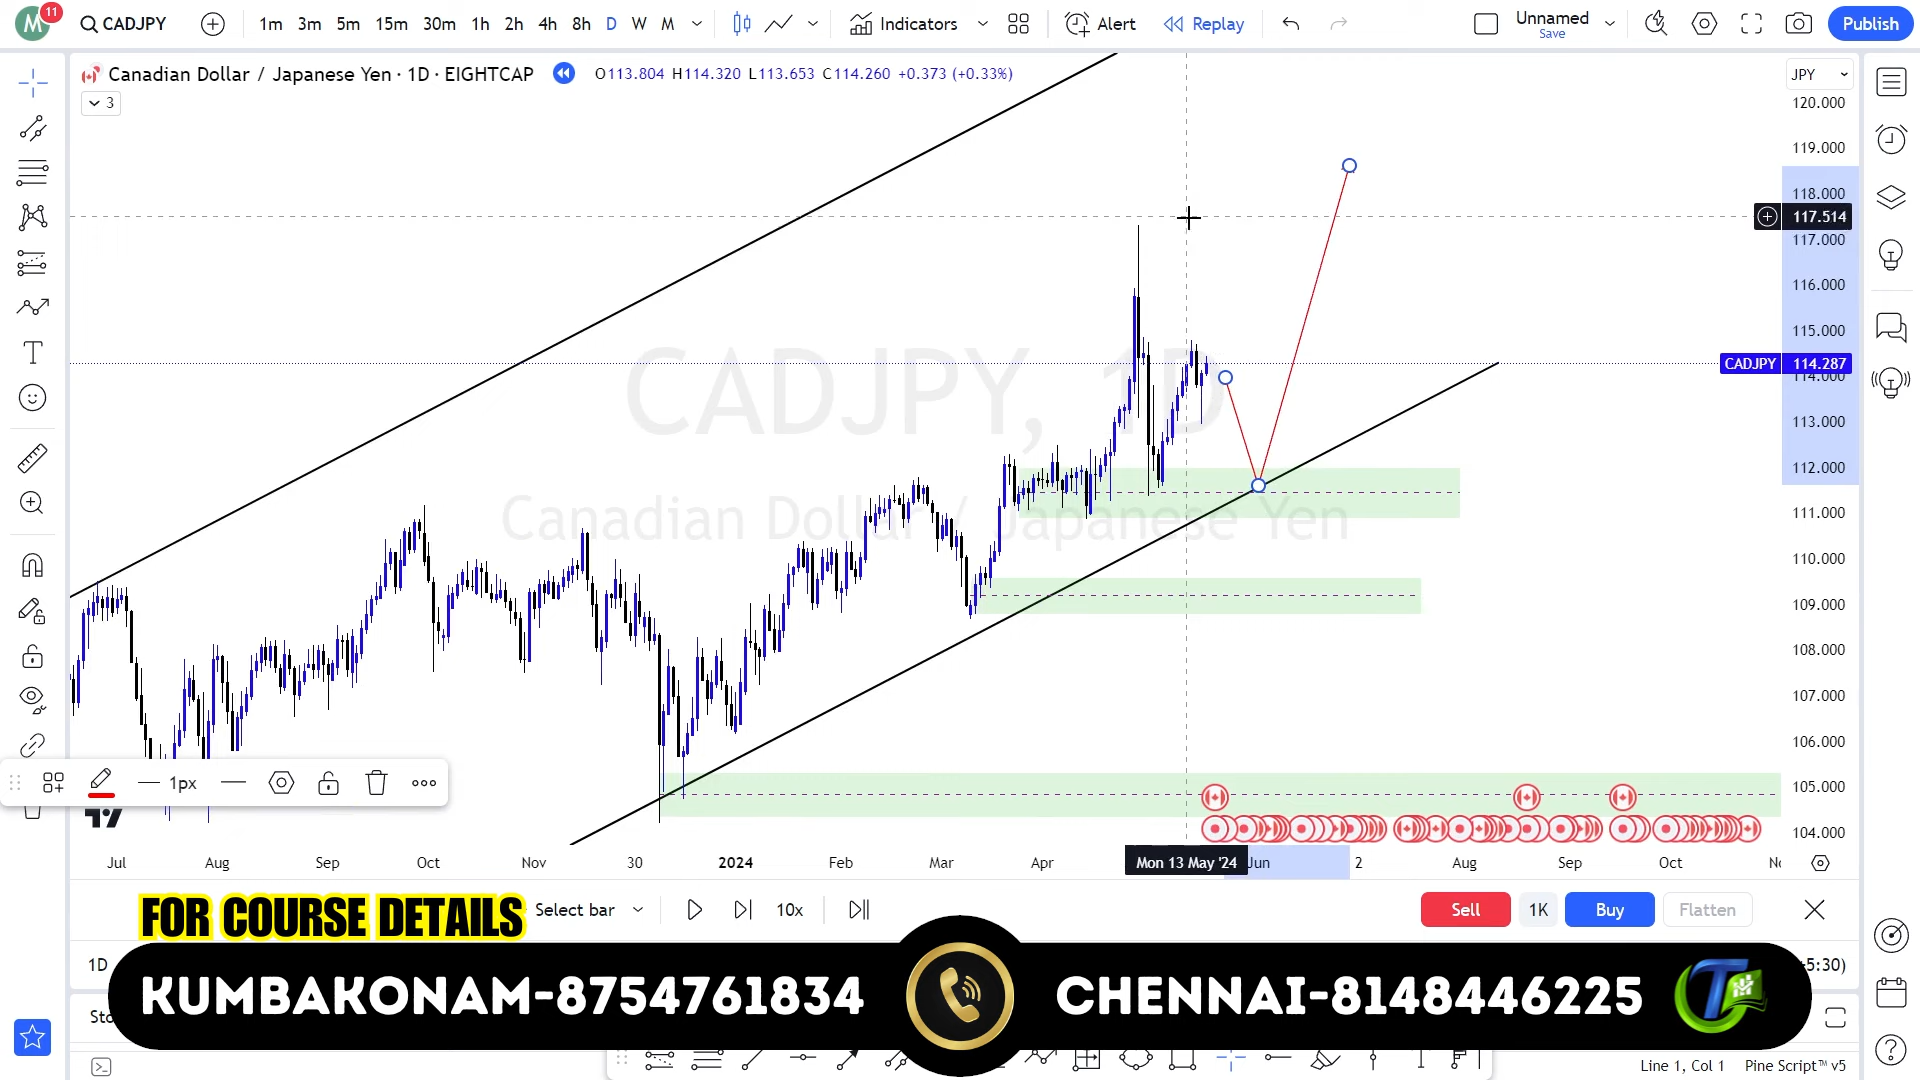 M
11
CADJPY
1m 3m 5m 15m 30m 1h 2h 4h 8h D W M
Indicators
Alert
Replay
Unnamed
Save
Publish
Canadian Dollar / Japanese Yen · 1D · EIGHTCAP
O113.804 H114.320 L113.653 C114.260 +0.373 (+0.33%)
3
JPY
120.000
119.000
118.000
117.514
117.000
116.000
115.000
CADJPY 114.287
114.000
113.000
112.000
111.000
110.000
109.000
108.000
107.000
106.000
105.000
104.000
CADJPY, 1D
Canadian Dollar / Japanese Yen
1px
Jul Aug Sep Oct Nov 30 2024 Feb Mar Apr Mon 13 May '24 Jun 2 Aug Sep Oct
FOR COURSE DETAILS
Select bar
10x
Sell
1K
Buy
Flatten
1D
5:30)
KUMBAKONAM-8754761834
CHENNAI-8148446225
Line 1, Col 1
Pine Script™ v5